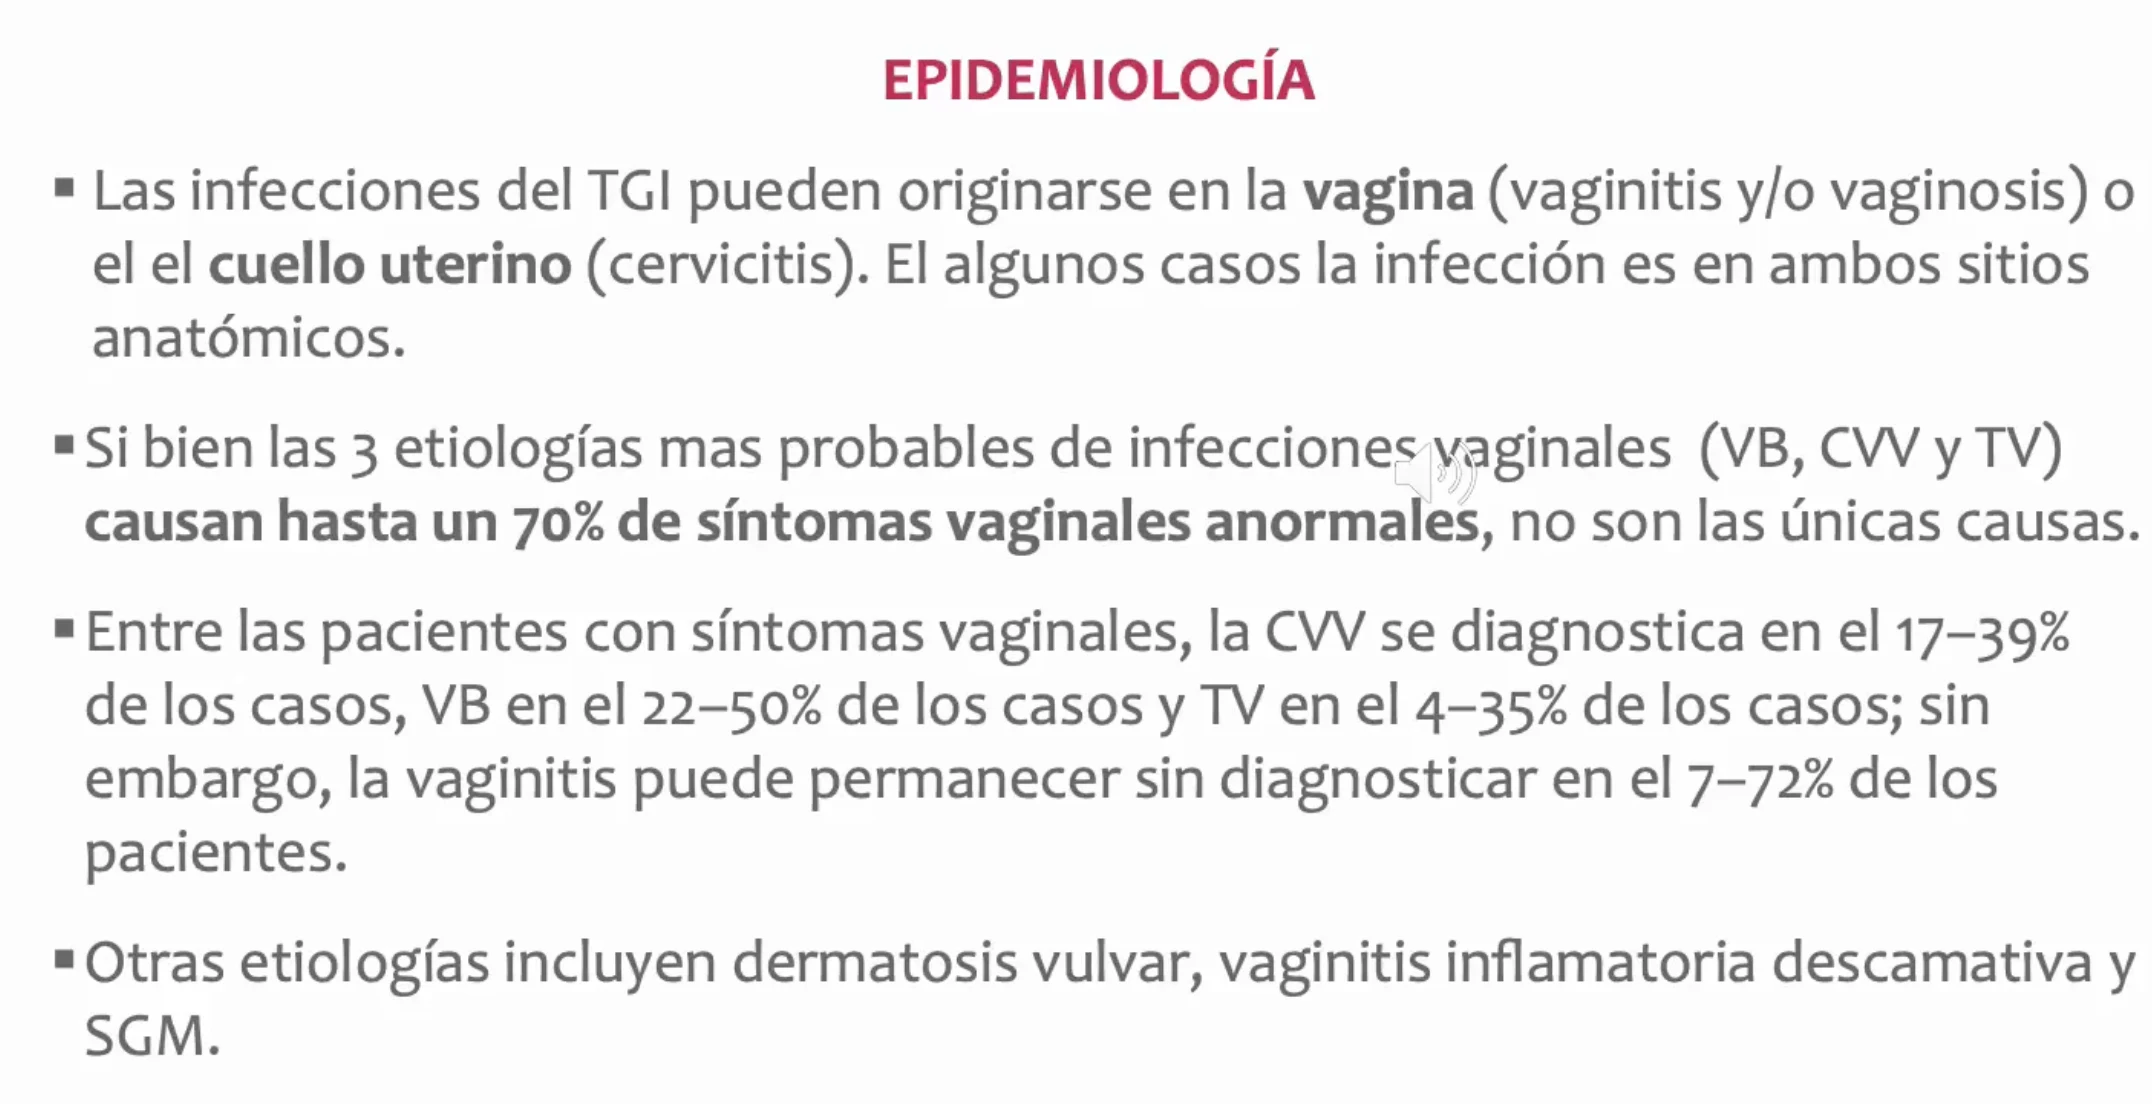 EPIDEMIOLOGÍA
▪ Las infecciones del TGI pueden originarse en la vagina (vaginitis y/o vaginosis) o
el el cuello uterino (cervicitis). El algunos casos la infección es en ambos sitios
anatómicos.
▪ Si bien las 3 etiologías mas probables de infecciones vaginales (VB, CVV y TV)
causan hasta un 70% de síntomas vaginales anormales, no son las únicas causas.
▪ Entre las pacientes con síntomas vaginales, la CVV se diagnostica en el 17–39%
de los casos, VB en el 22–50% de los casos y TV en el 4–35% de los casos; sin
embargo, la vaginitis puede permanecer sin diagnosticar en el 7–72% de los
pacientes.
▪ Otras etiologías incluyen dermatosis vulvar, vaginitis inflamatoria descamativa y
SGM.